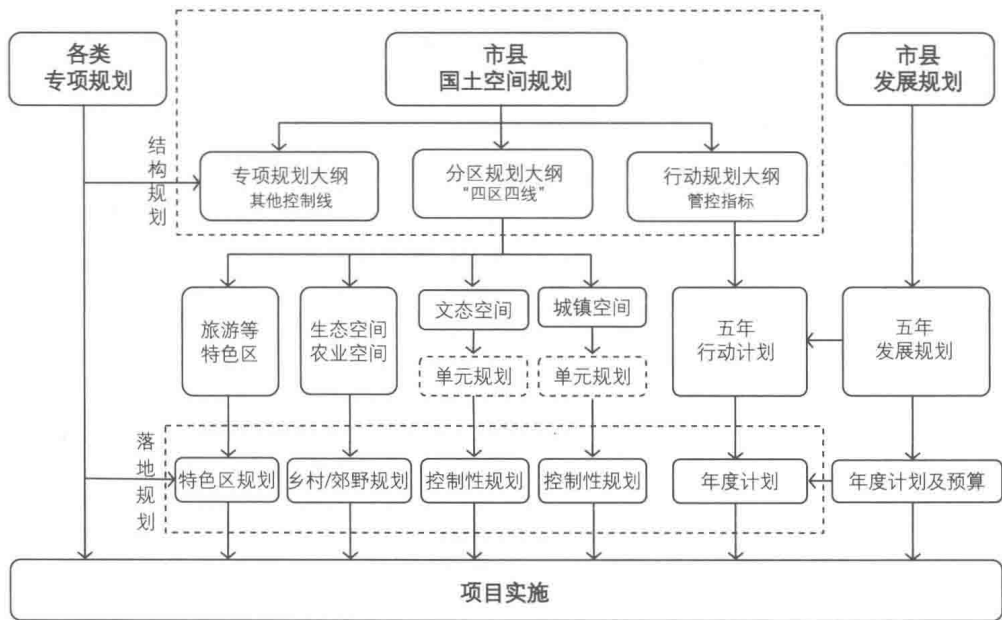 各类
专项规划
市县
国土空间规划
市县
发展规划
结构规划
专项规划大纲
其他控制线
分区规划大纲
“四区四线”
行动规划大纲
管控指标
旅游等
特色区
生态空间
农业空间
文态空间
城镇空间
单元规划
单元规划
五年
行动计划
五年
发展规划
落地规划
特色区规划
乡村/郊野规划
控制性规划
控制性规划
年度计划
年度计划及预算
项目实施